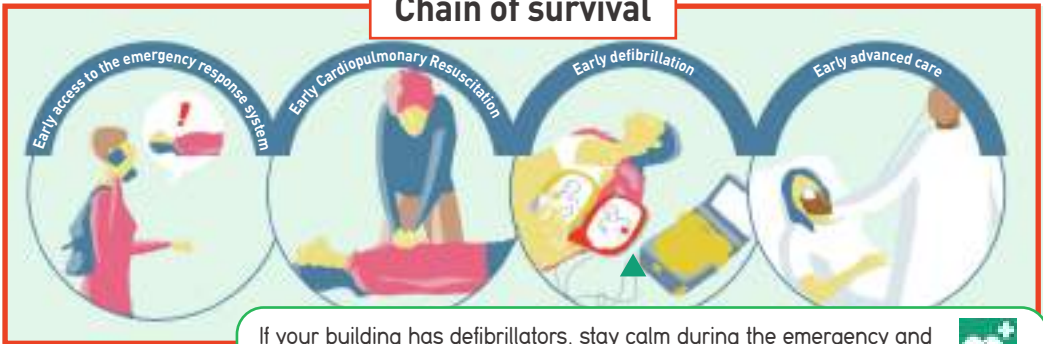 Chain of survival
Early access to the emergency response system
Early Cardiopulmonary Resuscitation
Early defibrillation
Early advanced care
!
If your building has defibrillators, stay calm during the emergency and